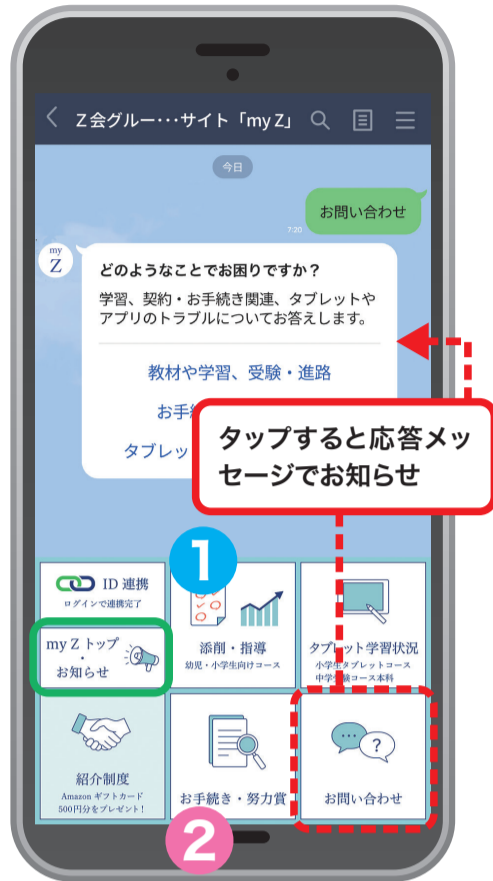 Z会グルー･･･サイト「my Z」
今日
お問い合わせ
7:20
my
Z
どのようなことでお困りですか？
学習、契約・お手続き関連、タブレットや
アプリのトラブルについてお答えします。
教材や学習、受験・進路
お手
タブレッ
タップすると応答メッ
セージでお知らせ
1
ID 連携
ログインで連携完了
my Z トップ
・
お知らせ
添削・指導
幼児・小学生向けコース
タブレット学習状況
小学生タブレットコース
中学受験コース本科
紹介制度
Amazon ギフトカード
500円分をプレゼント！
お手続き・努力賞
?
お問い合わせ
2